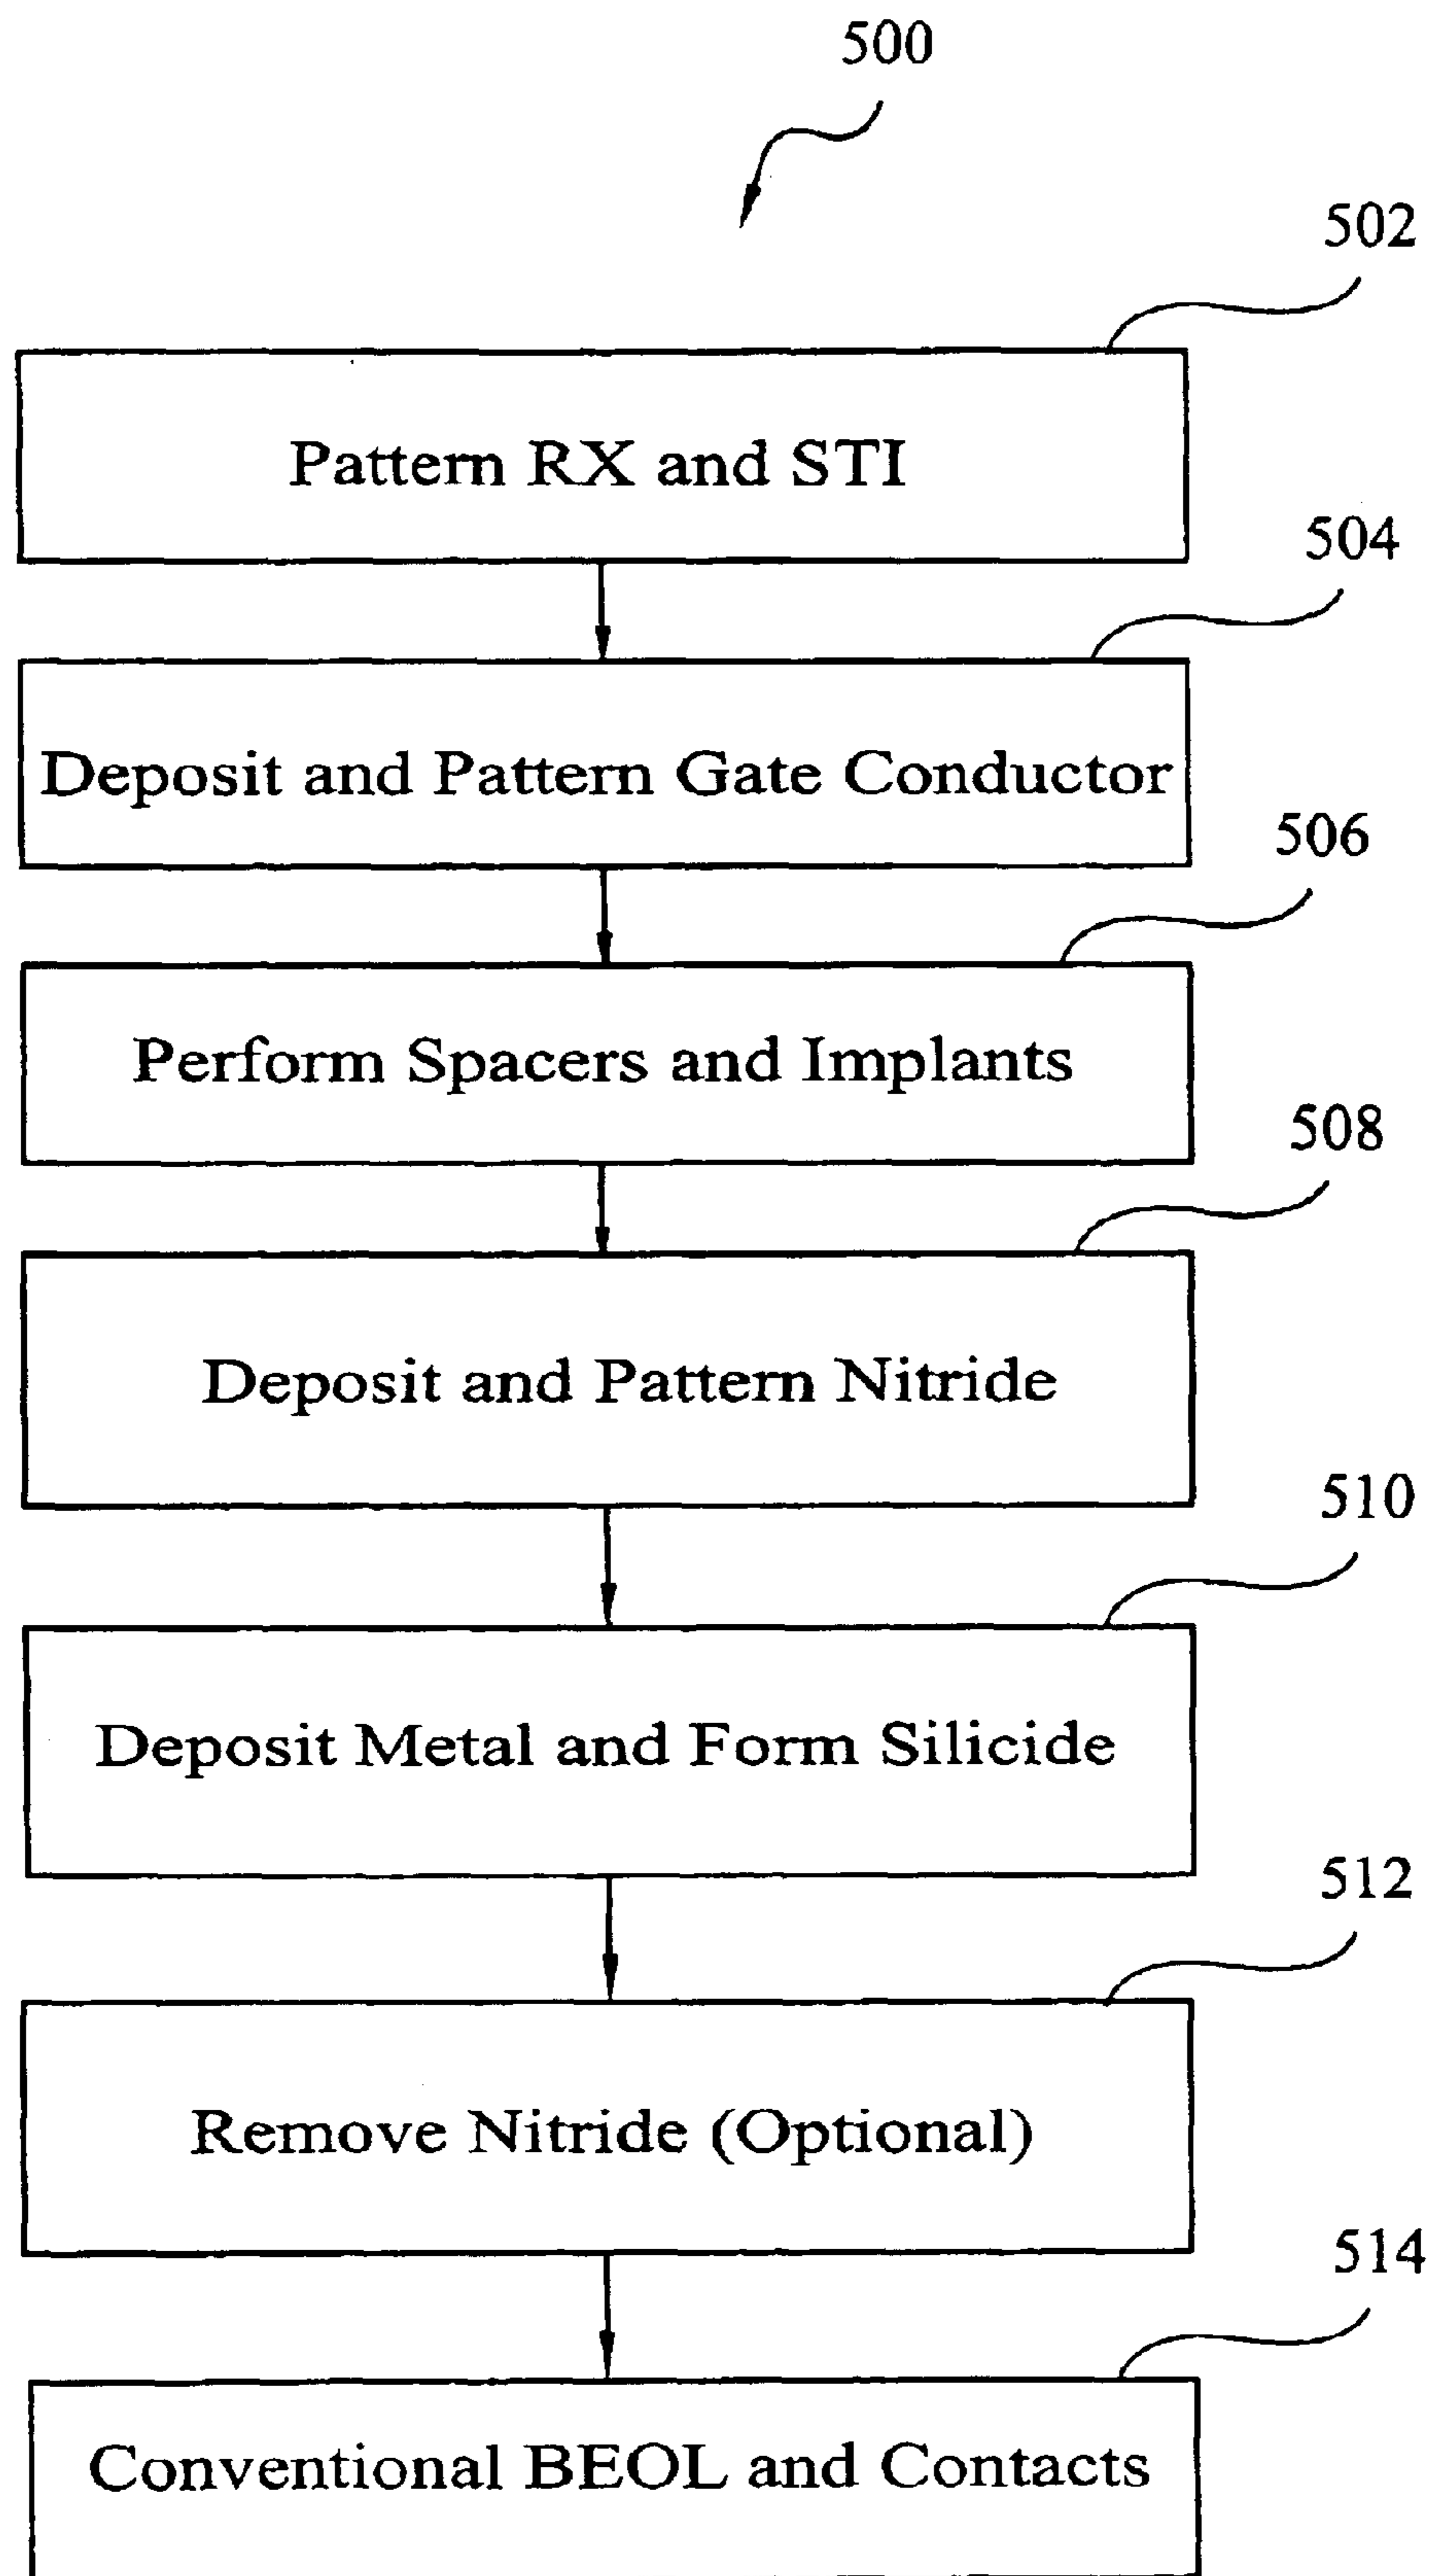 500
502
Pattern RX and STI
504
Deposit and Pattern Gate Conductor
506
Perform Spacers and Implants
508
Deposit and Pattern Nitride
510
Deposit Metal and Form Silicide
512
Remove Nitride (Optional)
514
Conventional BEOL and Contacts